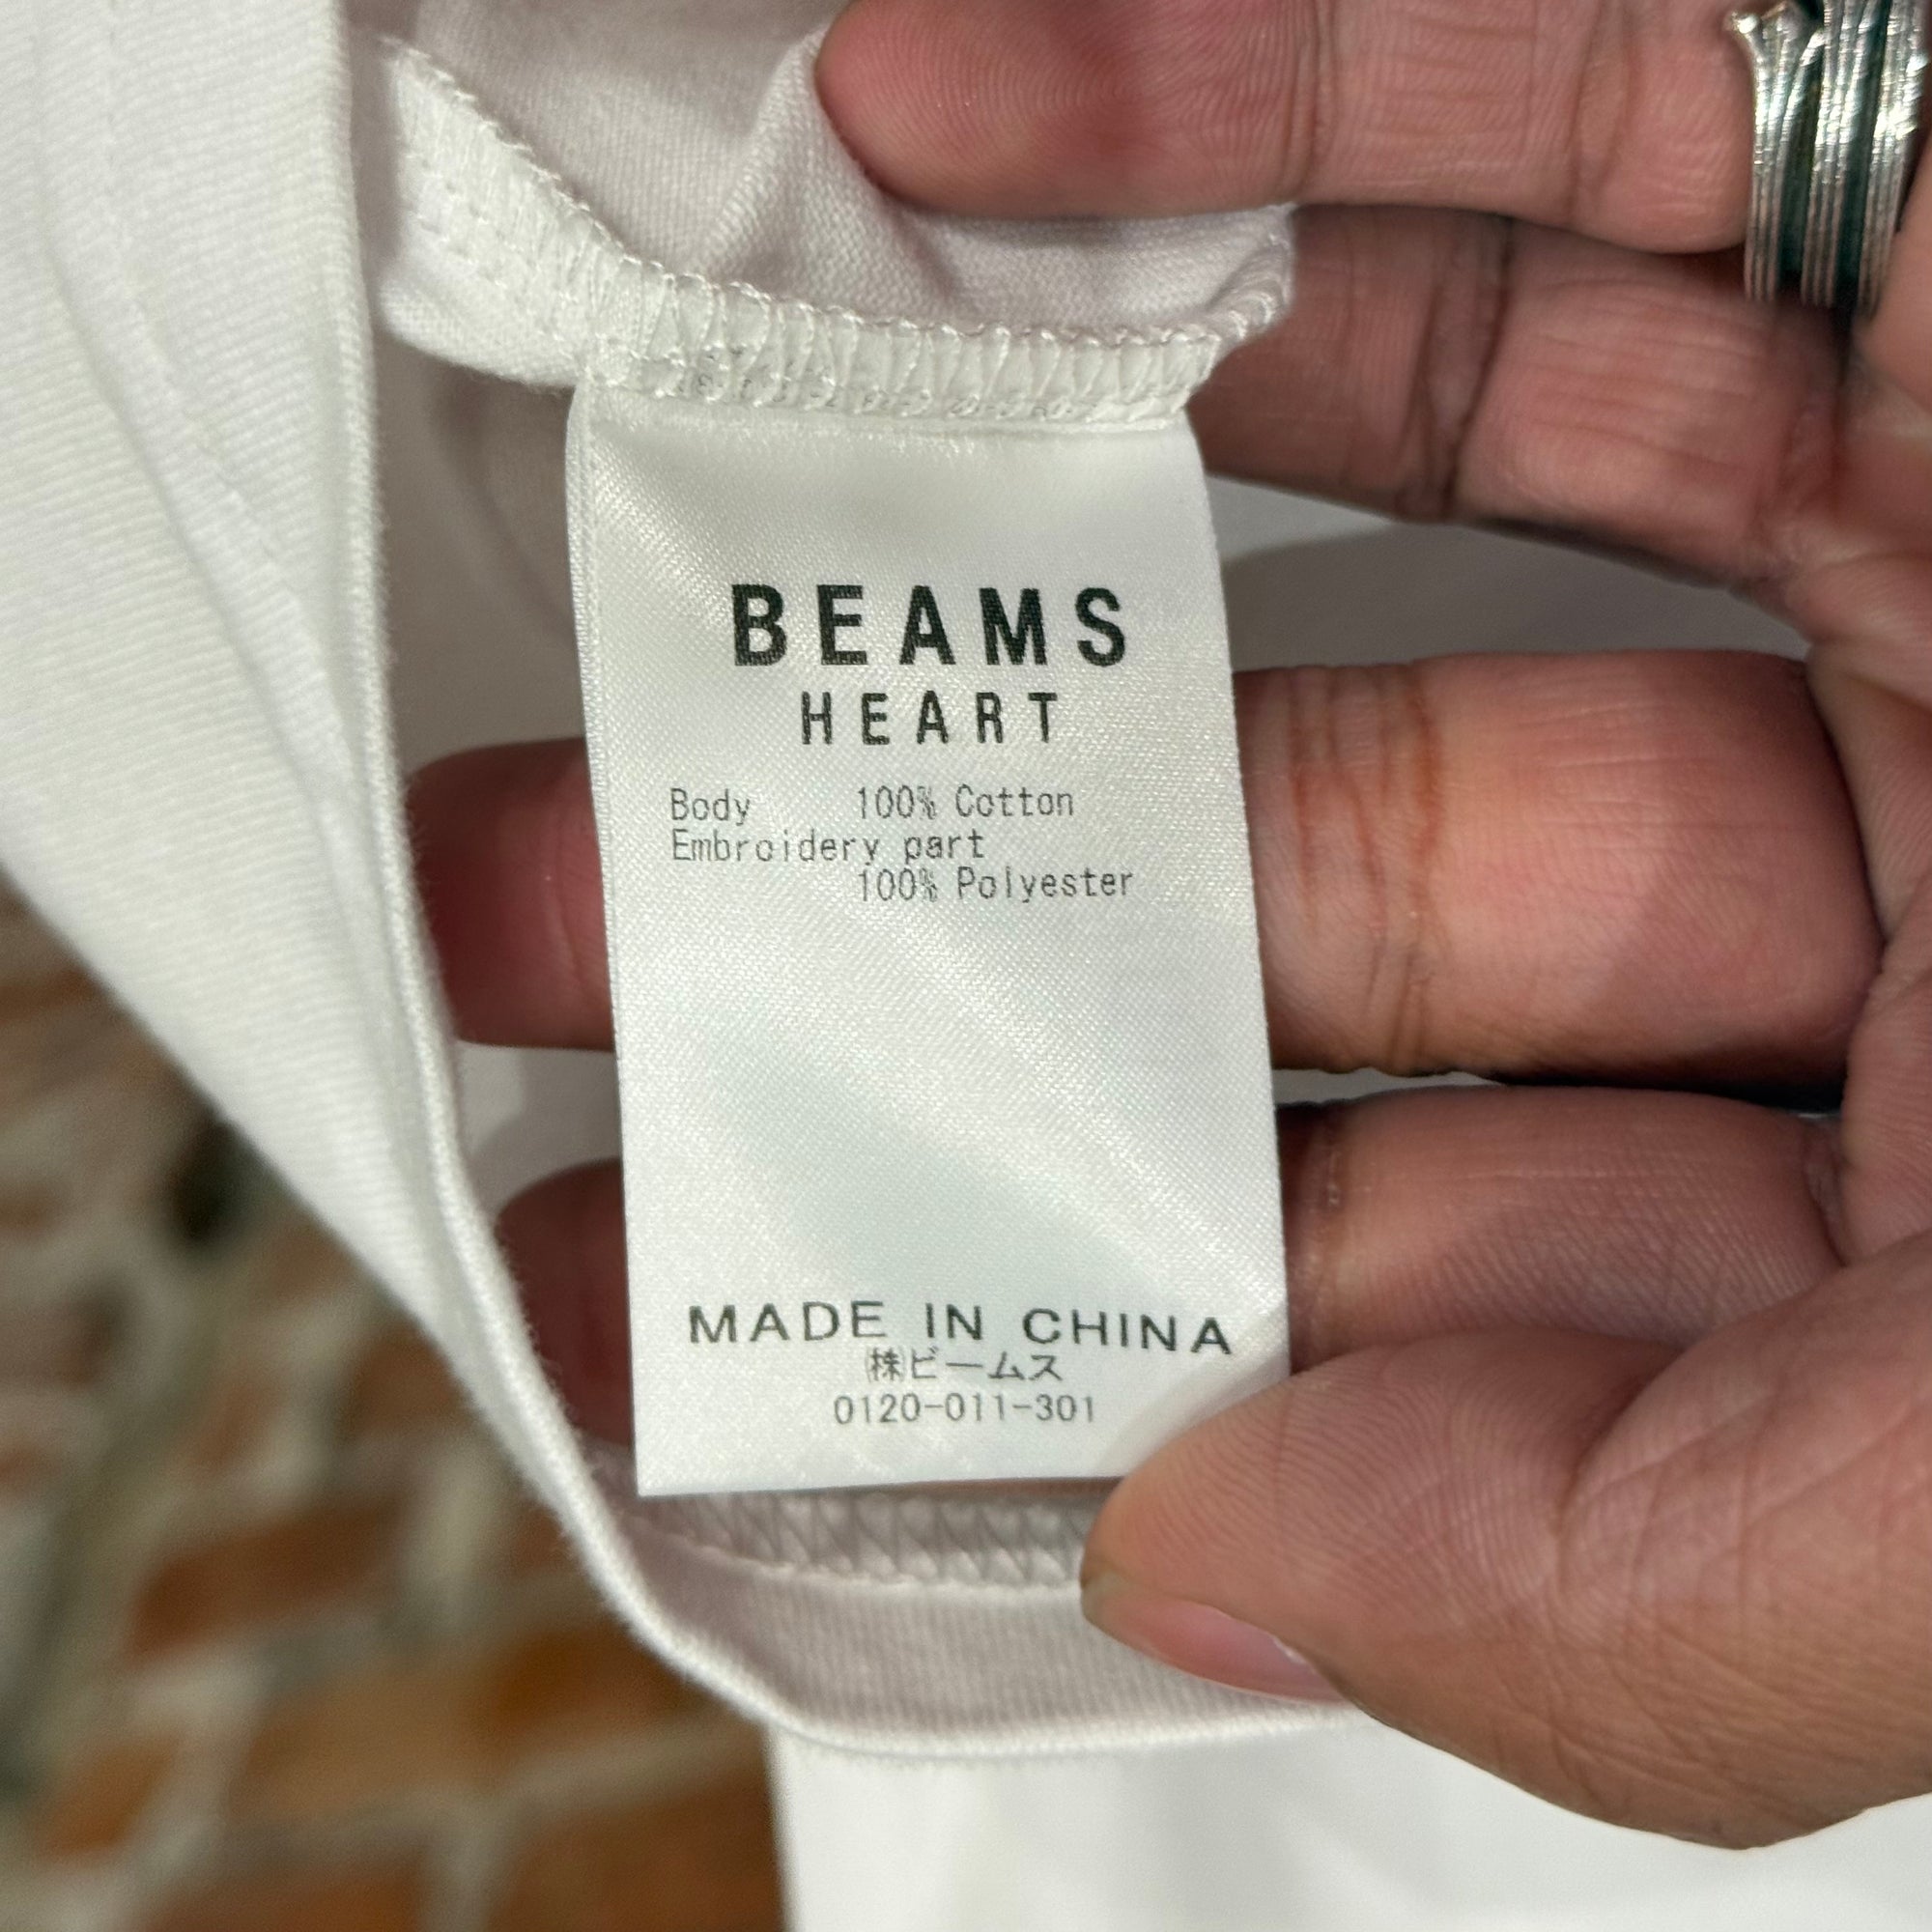 BEAMS
HEART
Body 100% Cotton
Embroidery part
100% Polyester
MADE IN CHINA
㈱ビームス
0120-011-301